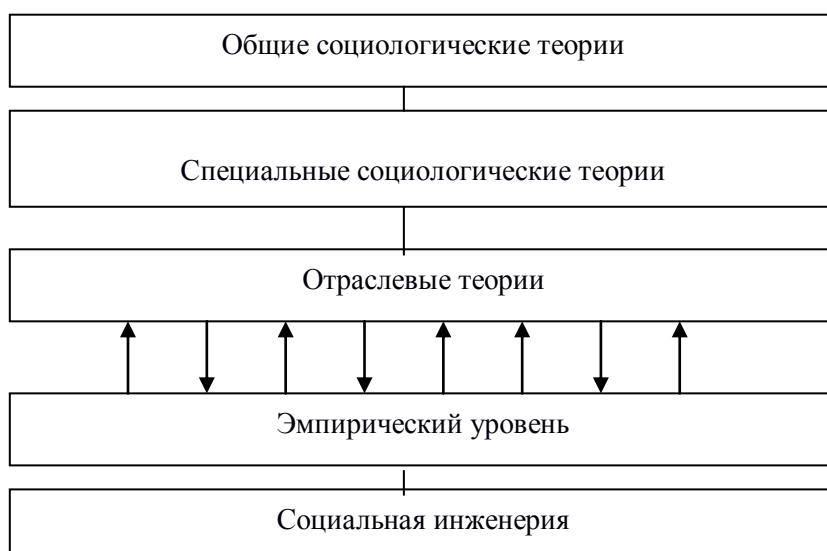 Общие социологические теории
Специальные социологические теории
Отраслевые теории
Эмпирический уровень
Социальная инженерия